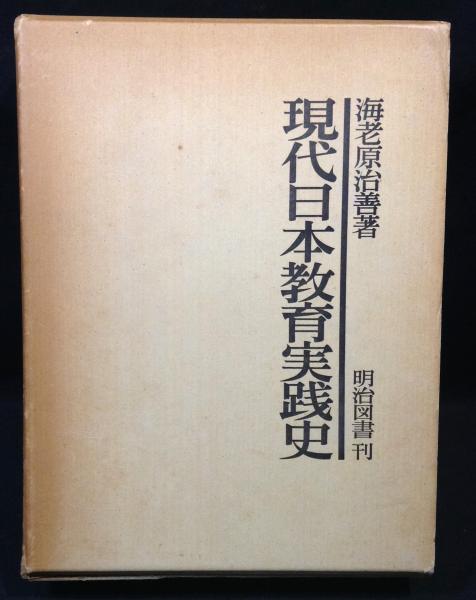 海老原治善著
現代日本教育実践史
明治図書 刊